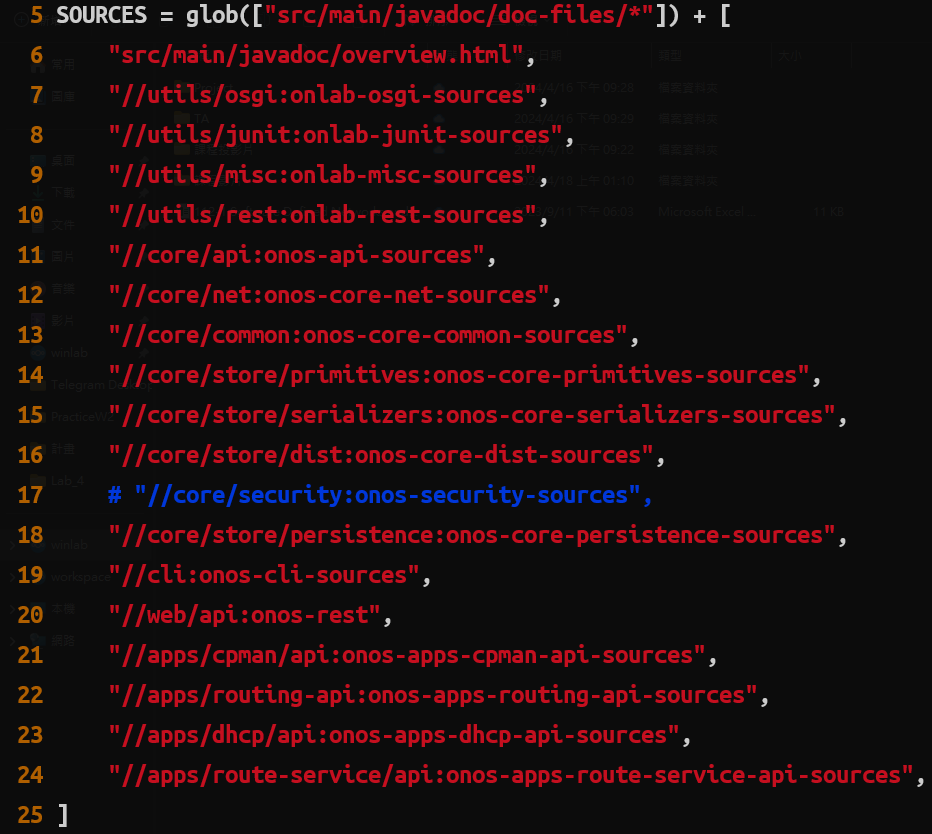 5 SOURCES = glob(["src/main/javadoc/doc-files/*"]) + [
6 "src/main/javadoc/overview.html",
7 "//utils/osgi:onlab-osgi-sources",
8 "//utils/junit:onlab-junit-sources",
9 "//utils/misc:onlab-misc-sources",
10 "//utils/rest:onlab-rest-sources",
11 "//core/api:onos-api-sources",
12 "//core/net:onos-core-net-sources",
13 "//core/common:onos-core-common-sources",
14 "//core/store/primitives:onos-core-primitives-sources",
15 "//core/store/serializers:onos-core-serializers-sources",
16 "//core/store/dist:onos-core-dist-sources",
17 # "//core/security:onos-security-sources",
18 "//core/store/persistence:onos-core-persistence-sources",
19 "//cli:onos-cli-sources",
20 "//web/api:onos-rest",
21 "//apps/cpman/api:onos-apps-cpman-api-sources",
22 "//apps/routing-api:onos-apps-routing-api-sources",
23 "//apps/dhcp/api:onos-apps-dhcp-api-sources",
24 "//apps/route-service/api:onos-apps-route-service-api-sources",
25 ]